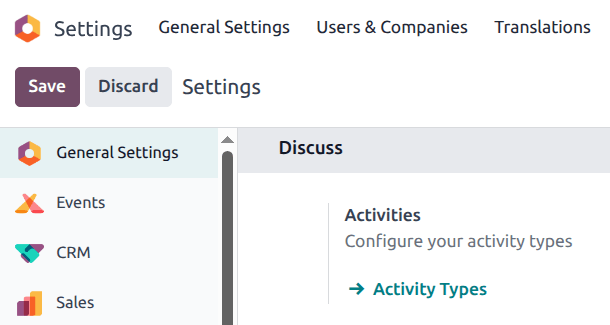 Settings General Settings Users & Companies Translations
Save Discard Settings
General Settings
Events
CRM
Sales
Discuss
Activities
Configure your activity types
→ Activity Types